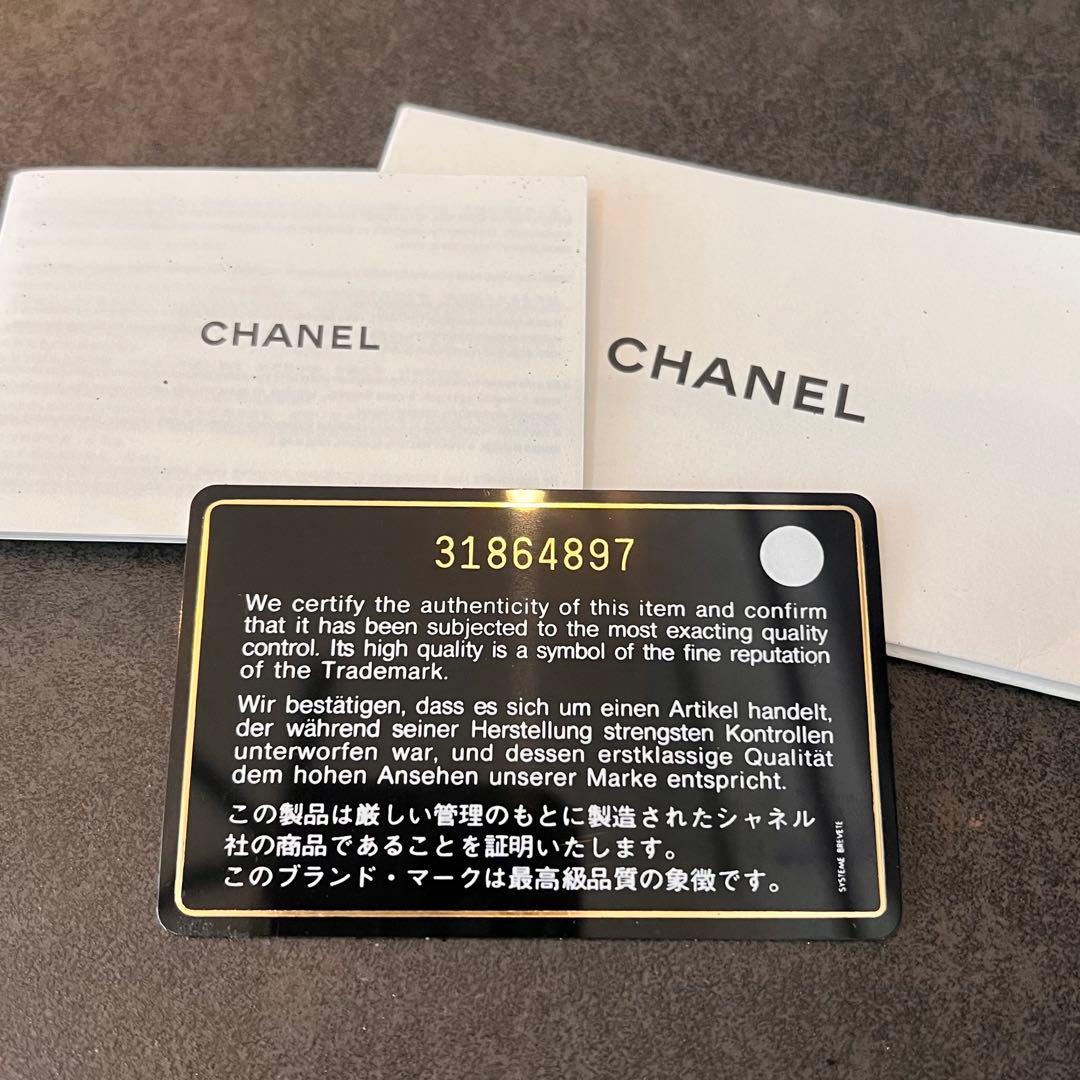 CHANEL
CHANEL
31864897
We certify the authenticity of this item and confirm
that it has been subjected to the most exacting quality
control. Its high quality is a symbol of the fine reputation
of the Trademark.
Wir bestätigen, dass es sich um einen Artikel handelt,
der während seiner Herstellung strengsten Kontrollen
unterworfen war, und dessen erstklassige Qualität
dem hohen Ansehen unserer Marke entspricht.
この製品は厳しい管理のもとに製造されたシャネル
社の商品であることを証明いたします。
このブランド・マークは最高級品質の象徴です。
SYSTEME BREVETE